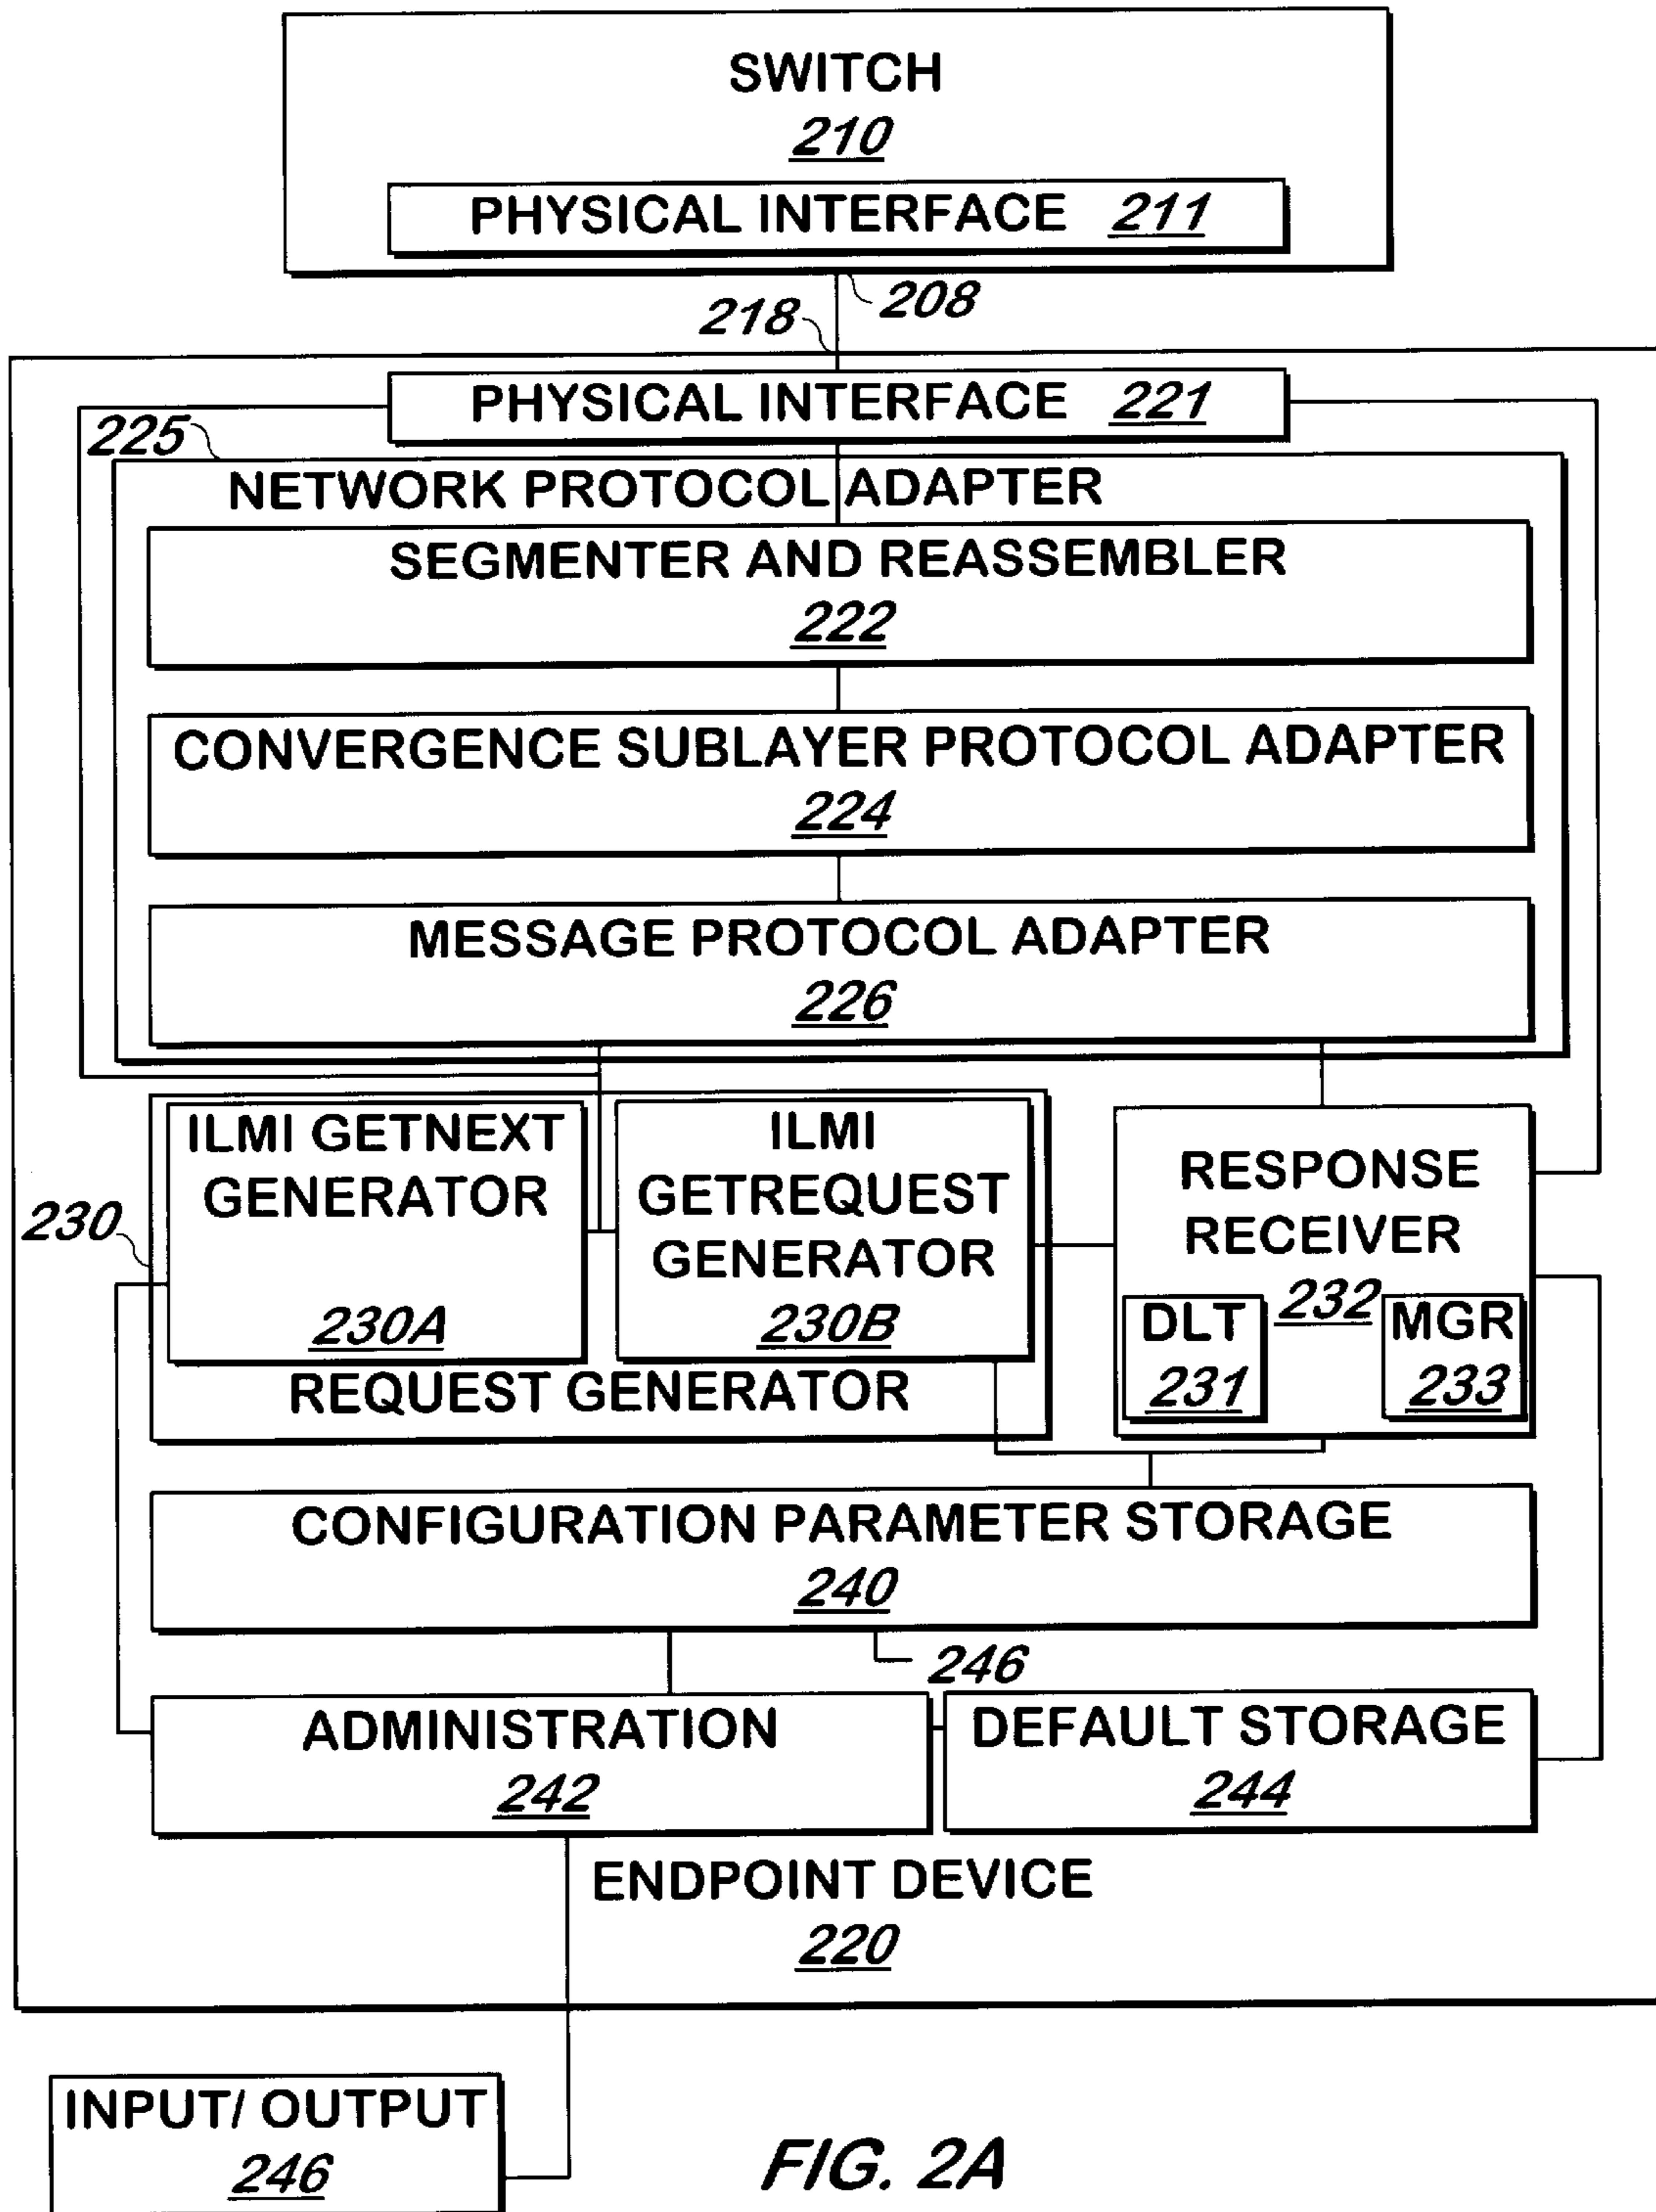 SWITCH
210
PHYSICAL INTERFACE 211
208
218
PHYSICAL INTERFACE 221
225
NETWORK PROTOCOL ADAPTER
SEGMENTER AND REASSEMBLER
222
CONVERGENCE SUBLAYER PROTOCOL ADAPTER
224
MESSAGE PROTOCOL ADAPTER
226
ILMI GETNEXT
GENERATOR
230A
ILMI
GETREQUEST
GENERATOR
230B
REQUEST GENERATOR
230
RESPONSE
RECEIVER
232
DLT
231
MGR
233
CONFIGURATION PARAMETER STORAGE
240
246
ADMINISTRATION
242
DEFAULT STORAGE
244
ENDPOINT DEVICE
220
INPUT/ OUTPUT
246
FIG. 2A